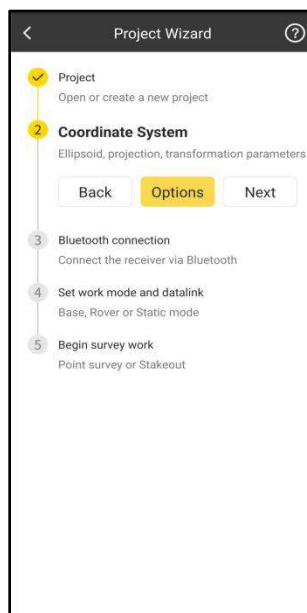 Project Wizard
?
Project
Open or create a new project
2
Coordinate System
Ellipsoid, projection, transformation parameters
Back Options Next
3
Bluetooth connection
Connect the receiver via Bluetooth
4
Set work mode and datalink
Base, Rover or Static mode
5
Begin survey work
Point survey or Stakeout